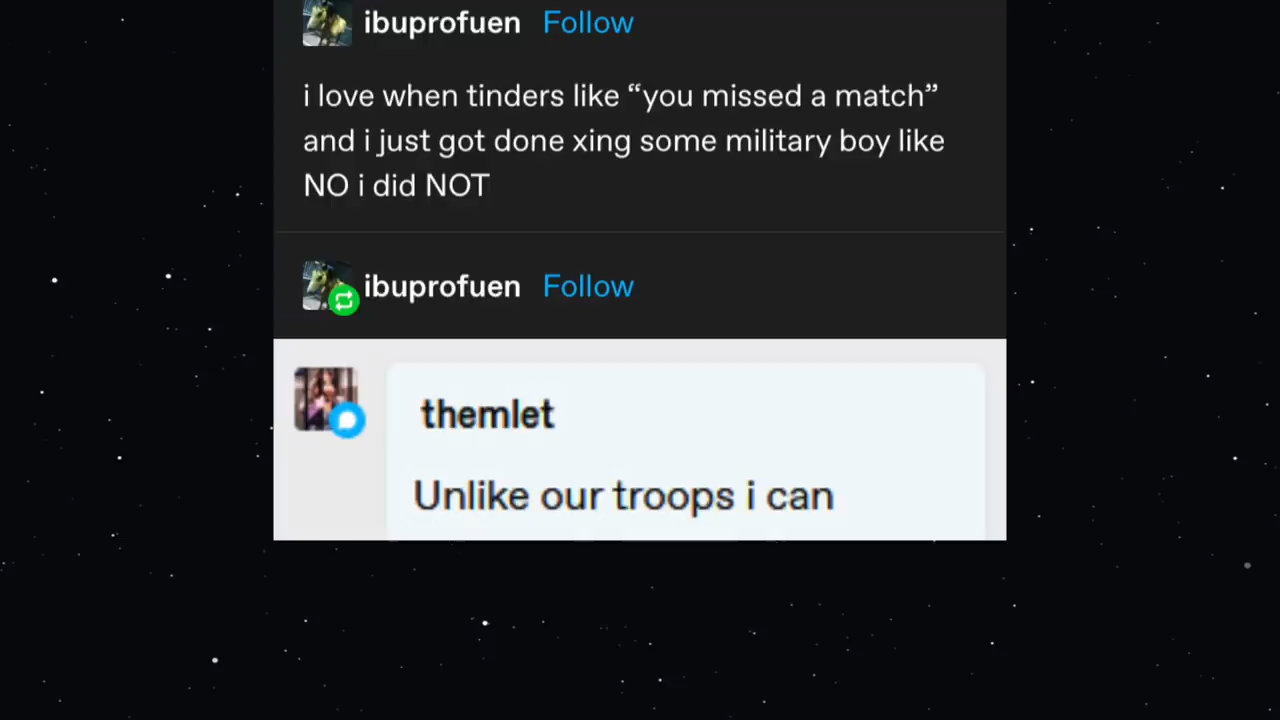 ibuprofuen Follow
i love when tinders like “you missed a match”
and i just got done xing some military boy like
NO i did NOT
ibuprofuen Follow
themlet
Unlike our troops i can